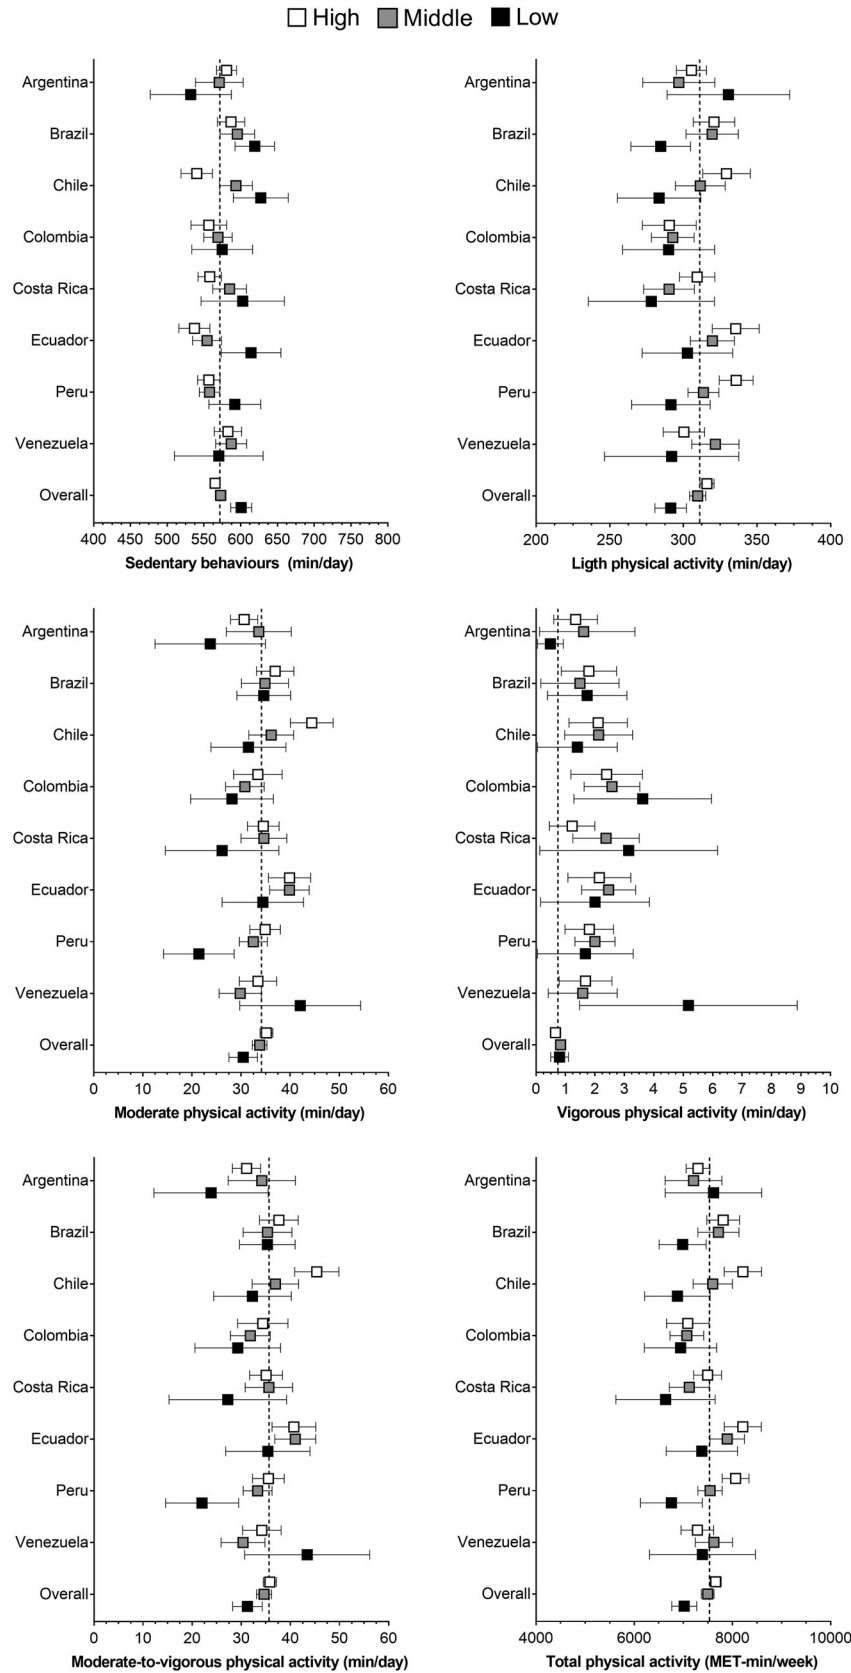 High Middle Low
Argentina
Brazil
Chile
Colombia
Costa Rica
Ecuador
Peru
Venezuela
Overall
400 450 500 550 600 650 700 750 800
Sedentary behaviours (min/day)
Argentina
Brazil
Chile
Colombia
Costa Rica
Ecuador
Peru
Venezuela
Overall
200 300 350 400
Ligth physical activity (min/day)
Argentina
Brazil
Chile
Colombia
Costa Rica
Ecuador
Peru
Venezuela
Overall
0 10 20 30 40 50 60
Moderate physical activity (min/day)
Argentina
Brazil
Chile
Colombia
Costa Rica
Ecuador
Peru
Venezuela
Overall
0 1 2 3 4 5 6 7 8 9 10
Vigorous physical activity (min/day)
Argentina
Brazil
Chile
Colombia
Costa Rica
Ecuador
Peru
Venezuela
Overall
0 10 20 30 40 50 60
Moderate-to-vigorous physical activity (min/day)
Argentina
Brazil
Chile
Colombia
Costa Rica
Ecuador
Peru
Venezuela
Overall
4000 6000 8000 10000
Total physical activity (MET-min/week)